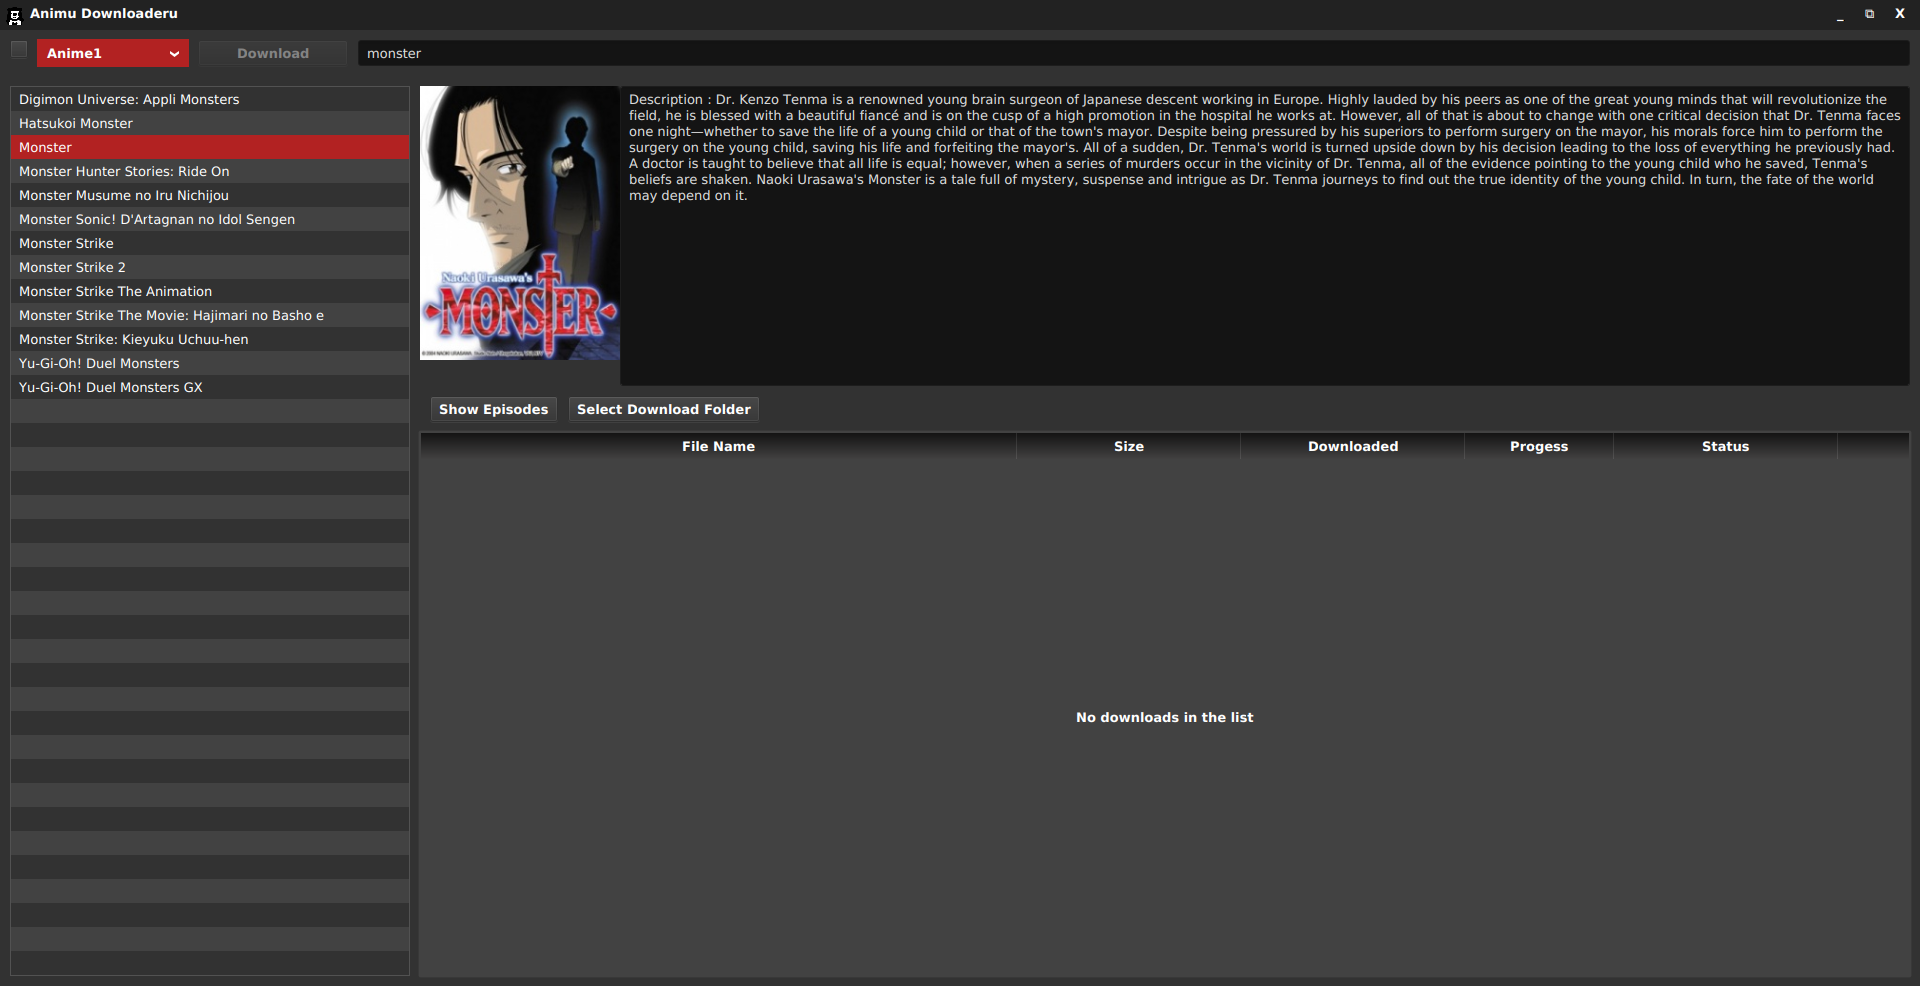 Animu Downloaderu
_ X
Anime1
Download
monster
Digimon Universe: Appli Monsters
Hatsukoi Monster
Monster
Monster Hunter Stories: Ride On
Monster Musume no Iru Nichijou
Monster Sonic! D'Artagnan no Idol Sengen
Monster Strike
Monster Strike 2
Monster Strike The Animation
Monster Strike The Movie: Hajimari no Basho e
Monster Strike: Kieyuku Uchuu-hen
Yu-Gi-Oh! Duel Monsters
Yu-Gi-Oh! Duel Monsters GX
Naoki Urasawa's
MONSTER
Description : Dr. Kenzo Tenma is a renowned young brain surgeon of Japanese descent working in Europe. Highly lauded by his peers as one of the great young minds that will revolutionize the
field, he is blessed with a beautiful fiancé and is on the cusp of a high promotion in the hospital he works at. However, all of that is about to change with one critical decision that Dr. Tenma faces
one night—whether to save the life of a young child or that of the town's mayor. Despite being pressured by his superiors to perform surgery on the mayor, his morals force him to perform the
surgery on the young child, saving his life and forfeiting the mayor's. All of a sudden, Dr. Tenma's world is turned upside down by his decision leading to the loss of everything he previously had.
A doctor is taught to believe that all life is equal; however, when a series of murders occur in the vicinity of Dr. Tenma, all of the evidence pointing to the young child who he saved, Tenma's
beliefs are shaken. Naoki Urasawa's Monster is a tale full of mystery, suspense and intrigue as Dr. Tenma journeys to find out the true identity of the young child. In turn, the fate of the world
may depend on it.
Show Episodes
Select Download Folder
File Name
Size
Downloaded
Progess
Status
No downloads in the list